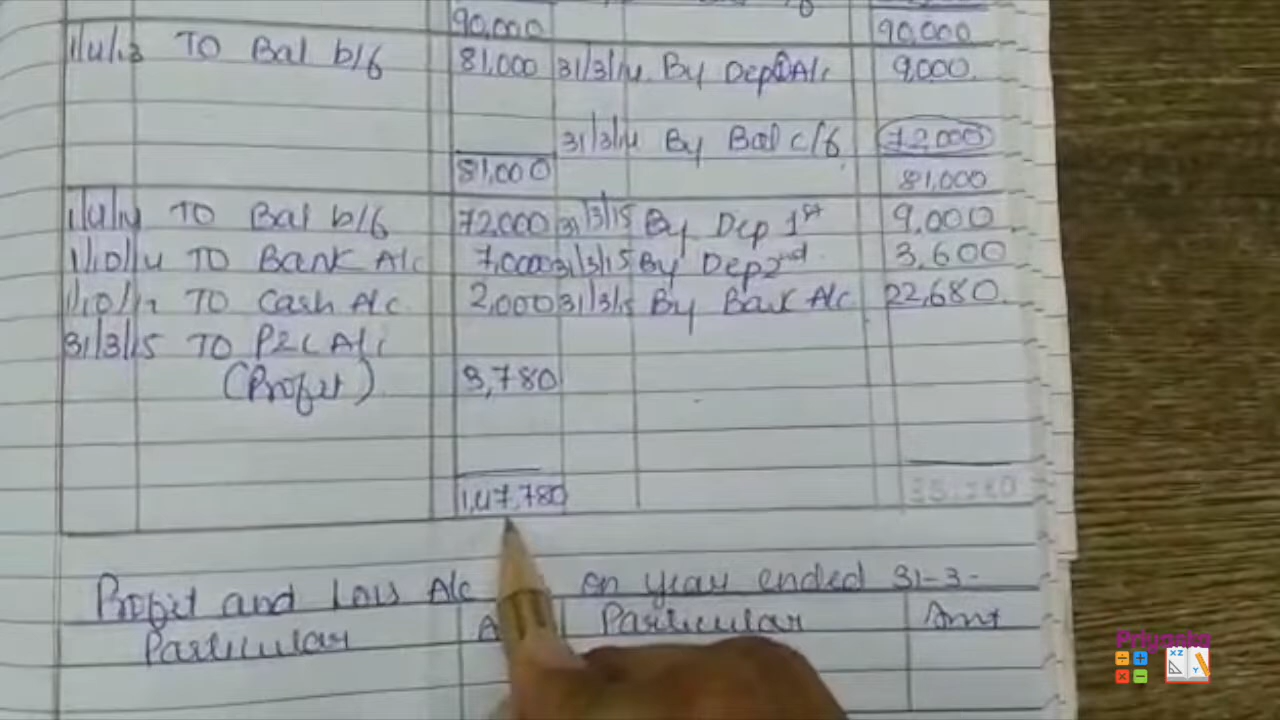 90,000 90,000
1/4/13 TO Bal b/f 81,000 31/3/14 By Dep A/c 9,000
31/3/14 By Bal c/f 72,000
81,000 81,000
1/4/14 TO Bal b/f 72,000 31/3/15 By Dep 1st 9,000
1/10/14 TO Bank A/c 7,0000 31/3/15 By Dep 2nd 3,600
1/10/12 TO Cash A/c 2,000 31/3/15 By Bank A/c 22,680
31/3/15 TO P&L A/c
(Profit) 3,780
1,47,780
Profit and Loss A/c on year ended 31-3-
Particular Particular Amt
Priyanka